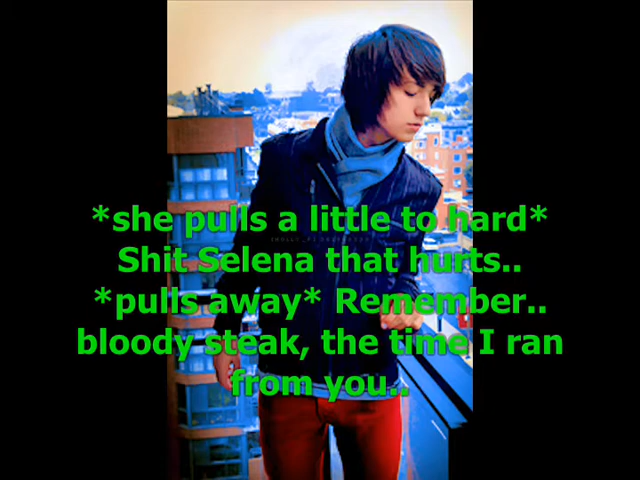 *she pulls a little to hard*
Shit Selena that hurts..
*pulls away* Remember..
bloody steak, the time I ran
from you..